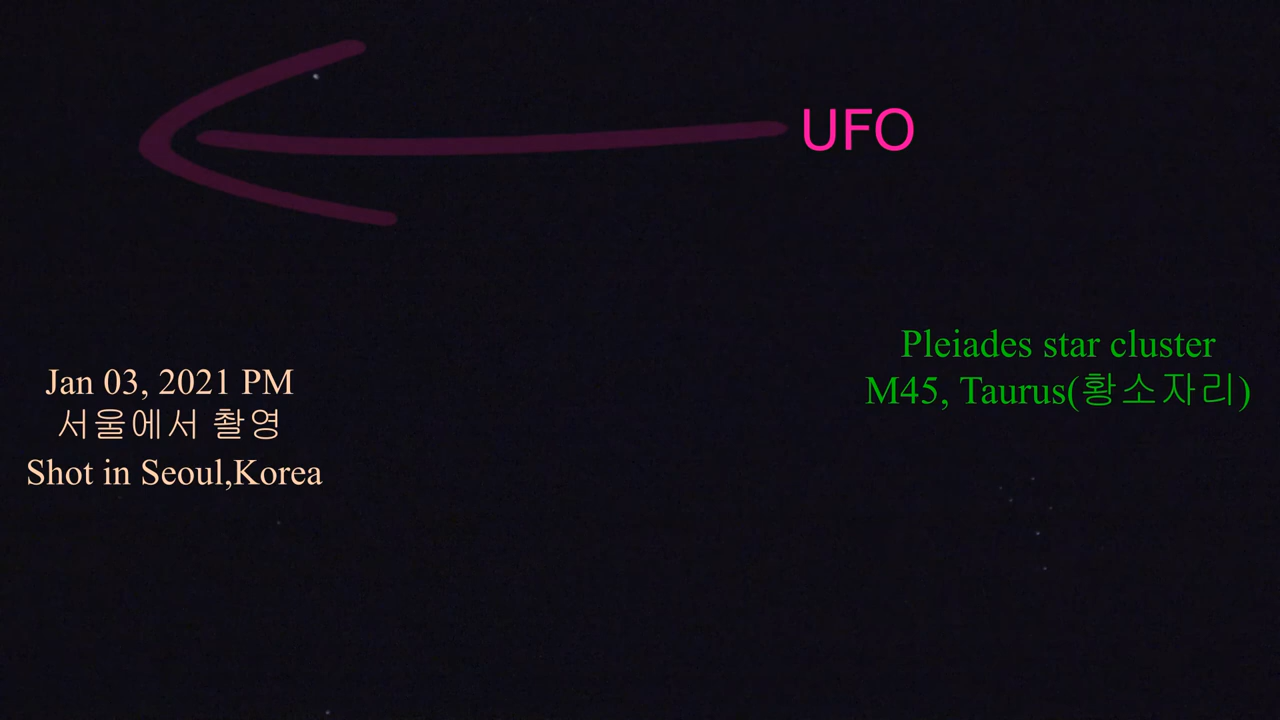 UFO
Pleiades star cluster
M45, Taurus(황소자리)
Jan 03, 2021 PM
서울에서 촬영
Shot in Seoul,Korea